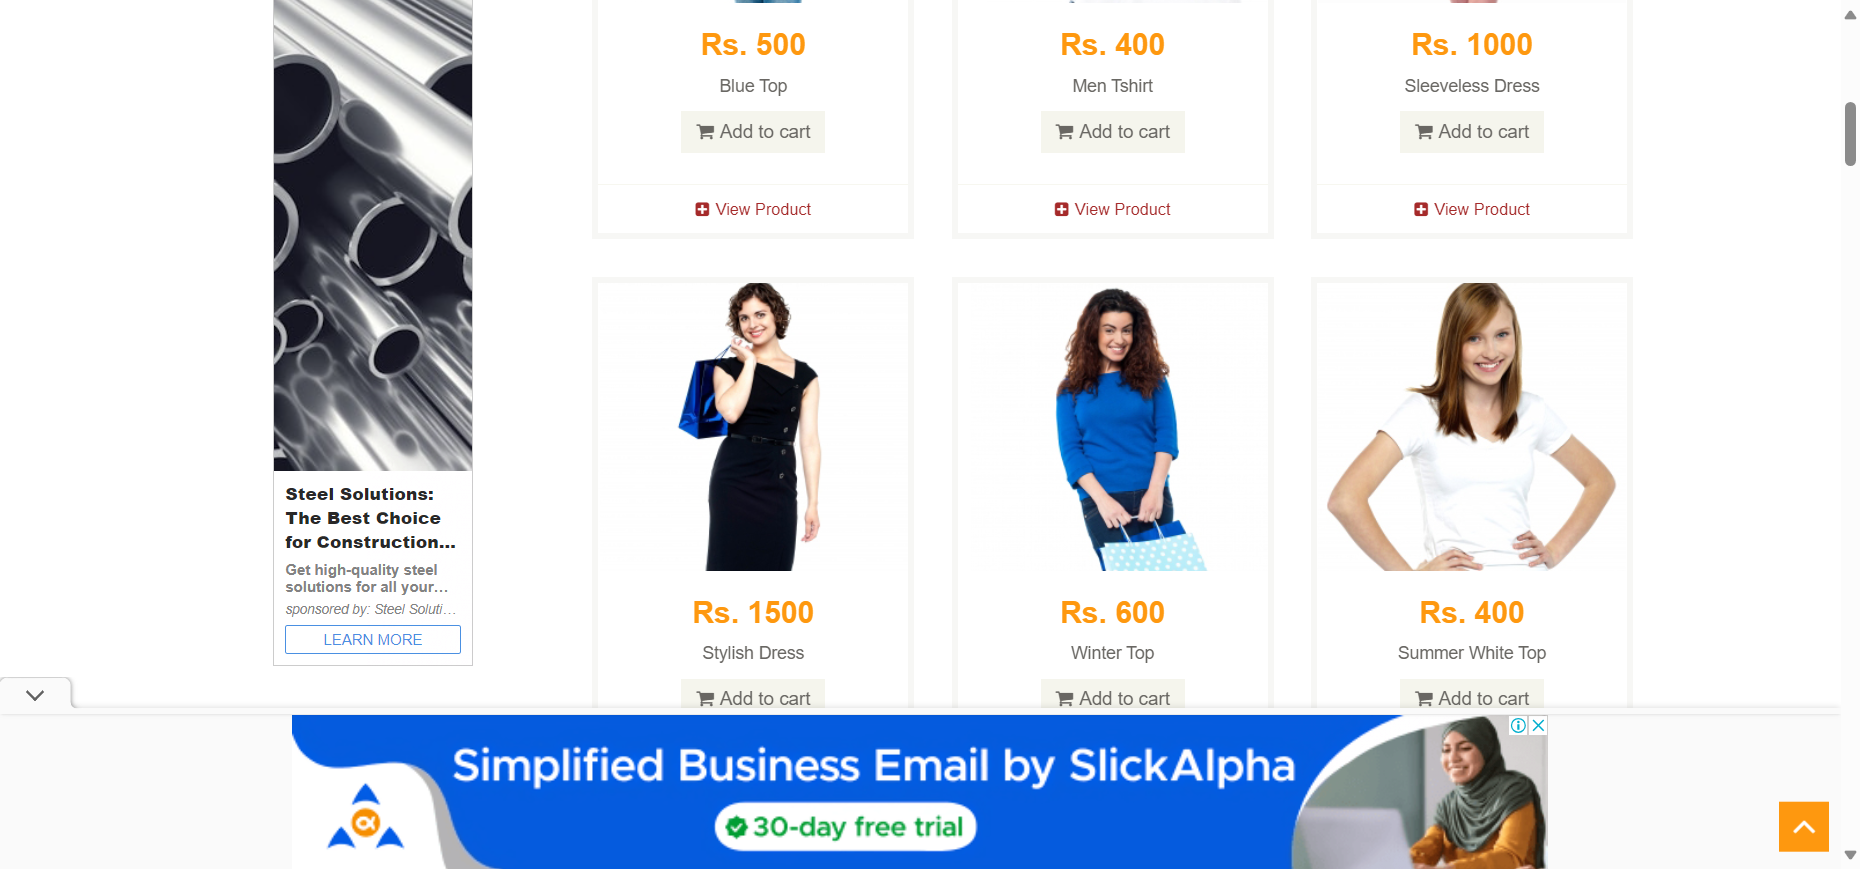 Rs. 500
Blue Top
Add to cart
View Product
Rs. 400
Men Tshirt
Add to cart
View Product
Rs. 1000
Sleeveless Dress
Add to cart
View Product
Steel Solutions:
The Best Choice
for Construction...
Get high-quality steel
solutions for all your...
sponsored by: Steel Soluti...
LEARN MORE
Rs. 1500
Stylish Dress
Add to cart
Rs. 600
Winter Top
Add to cart
Rs. 400
Summer White Top
Add to cart
Simplified Business Email by SlickAlpha
30-day free trial